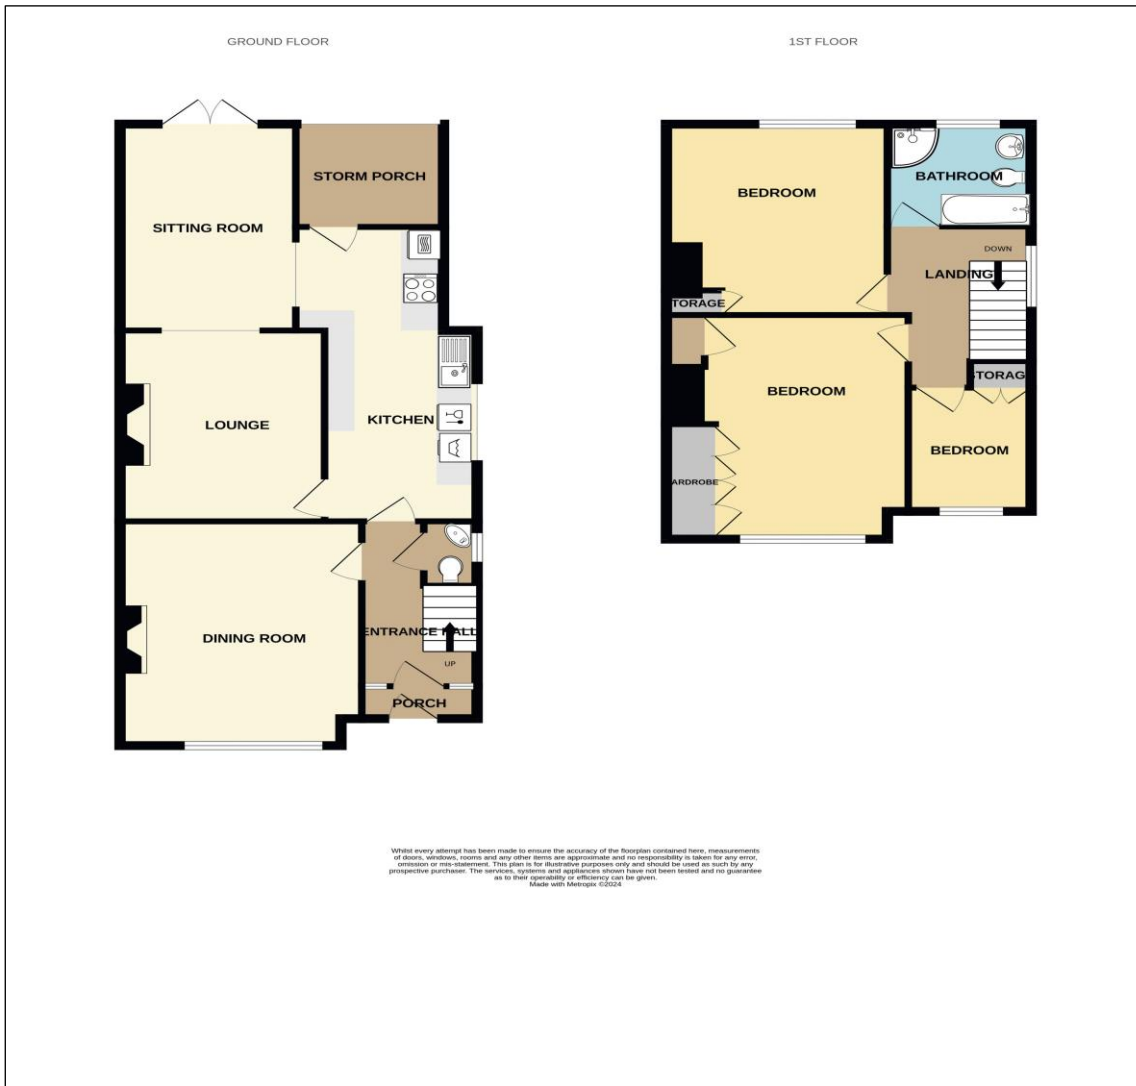 GROUND FLOOR
1ST FLOOR
STORM PORCH
SITTING ROOM
LOUNGE
KITCHEN
DINING ROOM
ENTRANCE HALL
UP
PORCH
BEDROOM
BATHROOM
DOWN
LANDING
TORAGE
BEDROOM
TORAG
BEDROOM
ARDROBE
Whilst every attempt has been made to ensure the accuracy of the floorplan contained here, measurements
of doors, windows, rooms and any other items are approximate and no responsibility is taken for any error,
omission or mis-statement. This plan is for illustrative purposes only and should be used as such by any
prospective purchaser. The services, systems and appliances shown have not been tested and no guarantee
as to their operability or efficiency can be given.
Made with Metropix ©2024